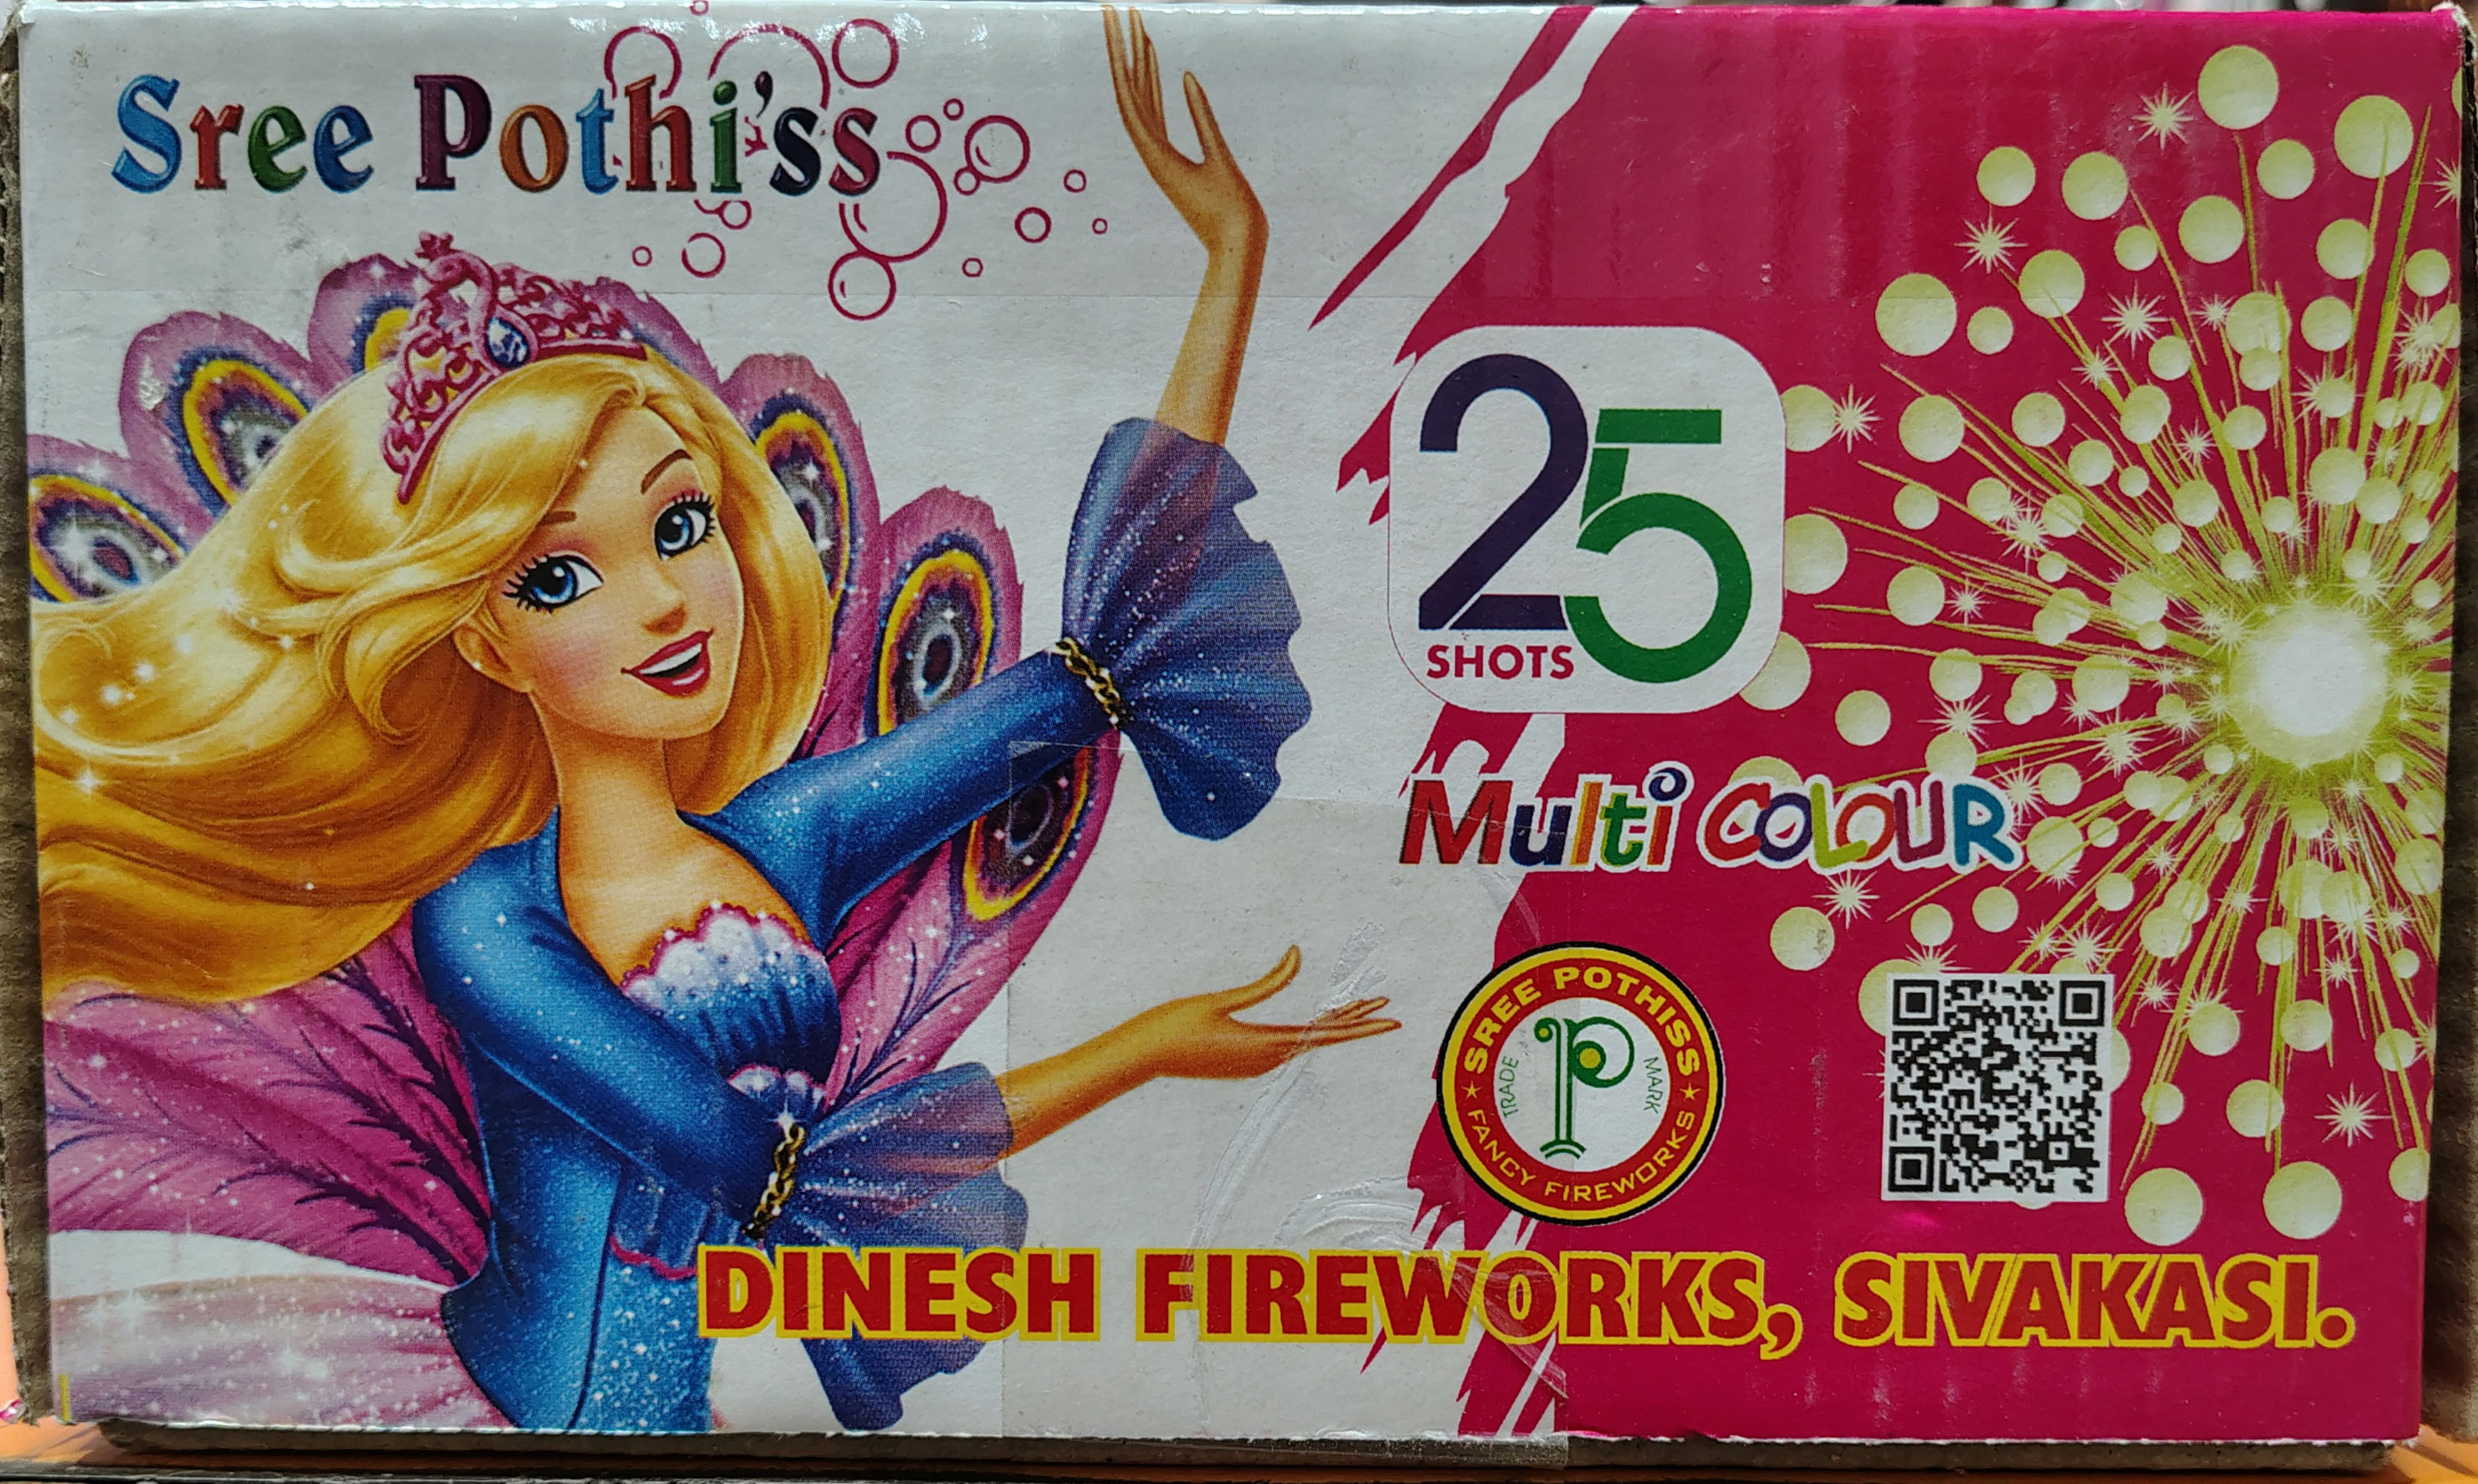 Sree Pothi'ss
25
SHOTS
Multi COLOUR
SREE POTHISS
TRADE MARK
P
FANCY FIREWORKS
DINESH FIREWORKS, SIVAKASI.